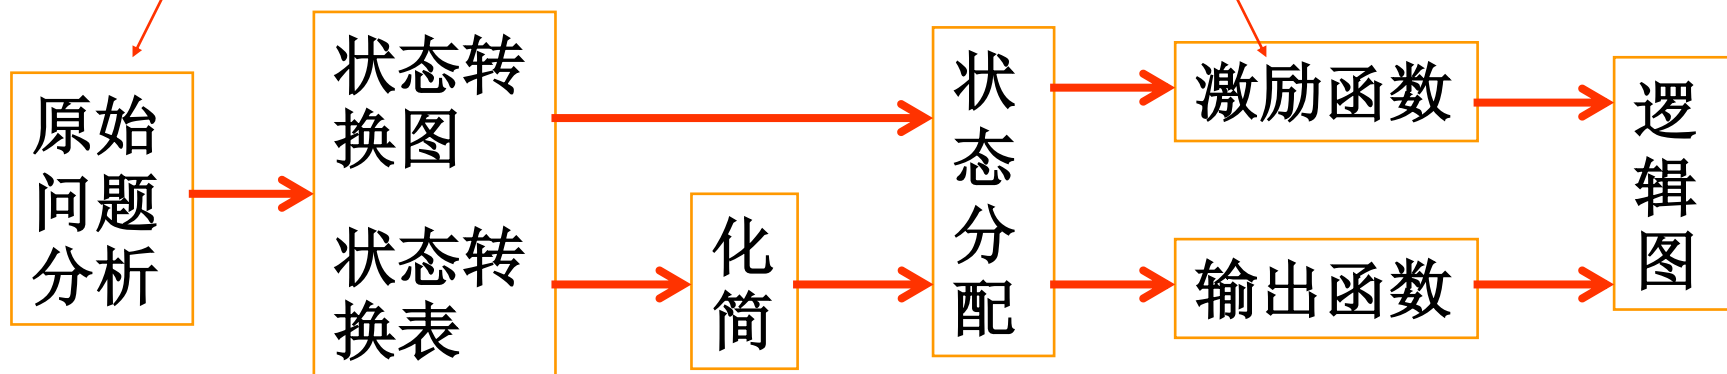 原始
问题
分析
状态转
换图
状态转
换表
化
简
状
态
分
配
激励函数
输出函数
逻
辑
图